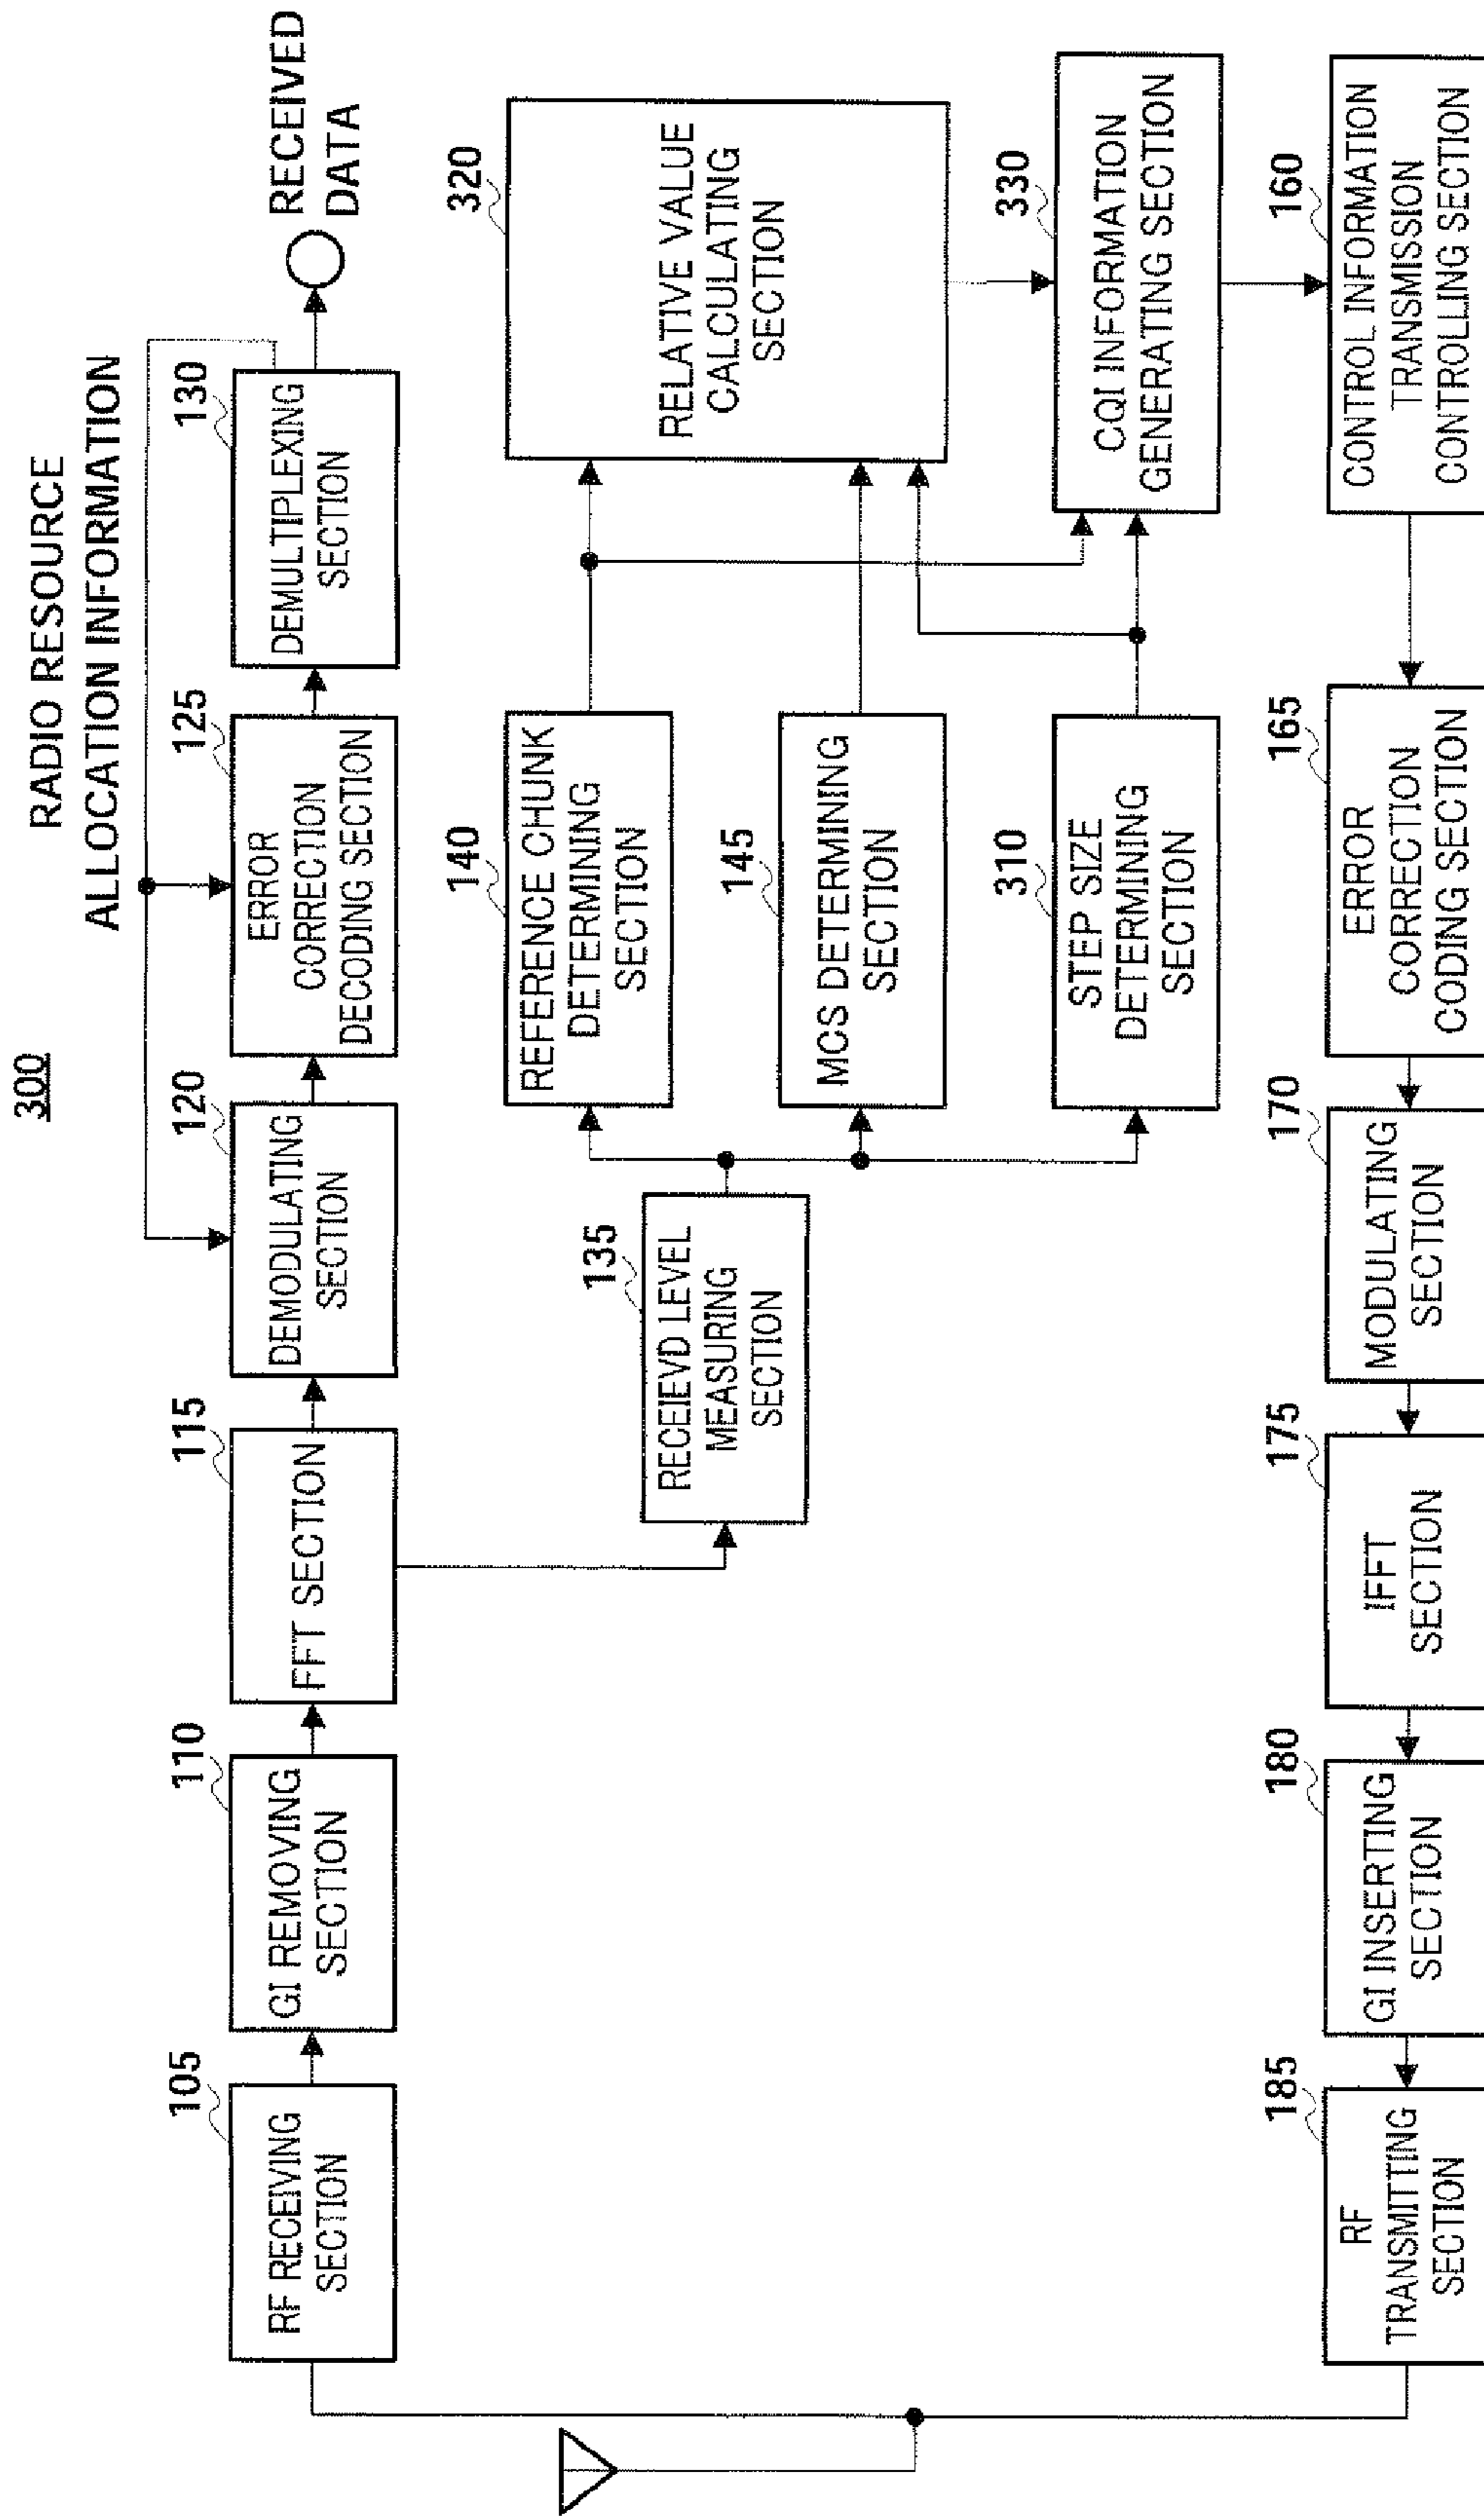 300
RADIO RESOURCE
ALLOCATION INFORMATION
105
RF RECEIVING
SECTION
110
GI REMOVING
SECTION
115
FFT SECTION
120
DEMODULATING
SECTION
125
ERROR
CORRECTION
DECODING SECTION
130
DEMULTIPLEXING
SECTION
RECEIVED
DATA
135
RECEIEVD LEVEL
MEASURING
SECTION
140
REFERENCE CHUNK
DETERMINING
SECTION
145
MCS DETERMINING
SECTION
310
STEP SIZE
DETERMINING
SECTION
320
RELATIVE VALUE
CALCULATING
SECTION
330
CQI INFORMATION
GENERATING SECTION
160
CONTROL INFORMATION
TRANSMISSION
CONTROLLING SECTION
165
ERROR
CORRECTION
CODING SECTION
170
MODULATING
SECTION
175
IFFT
SECTION
180
GI INSERTING
SECTION
185
RF
TRANSMITTING
SECTION